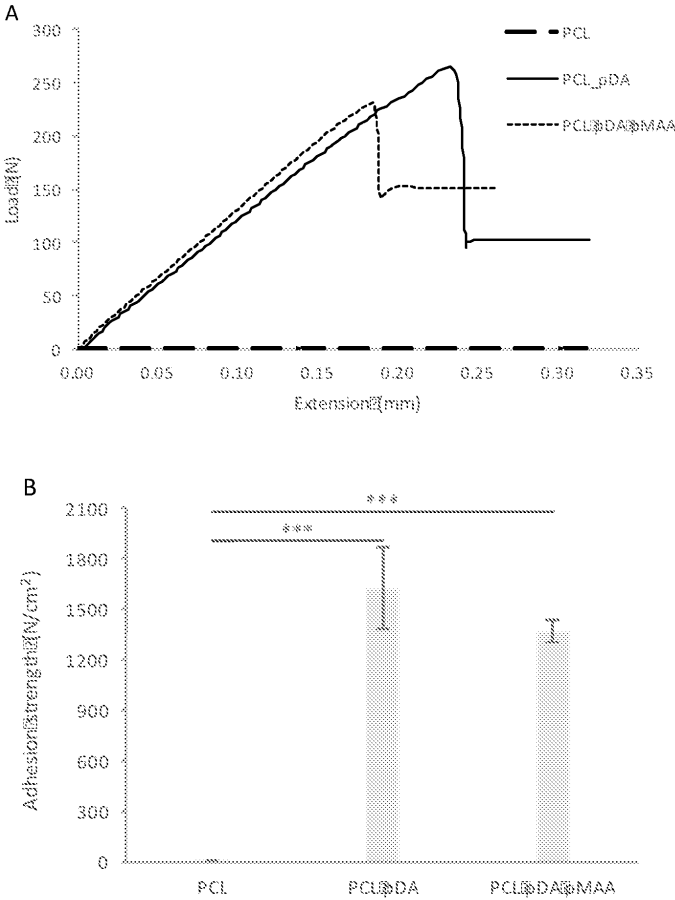 A
300
250
200
150
100
50
0
Load (N)
0.00 0.05 0.10 0.15 0.20 0.25 0.30 0.35
Extension (mm)
PCL
PCL_pDA
PCL pDA pMAA
B
2100
1800
1500
1200
900
600
300
0
Adhesion strength (N/cm²)
***
***
PCL PCL pDA PCL pDA pMAA